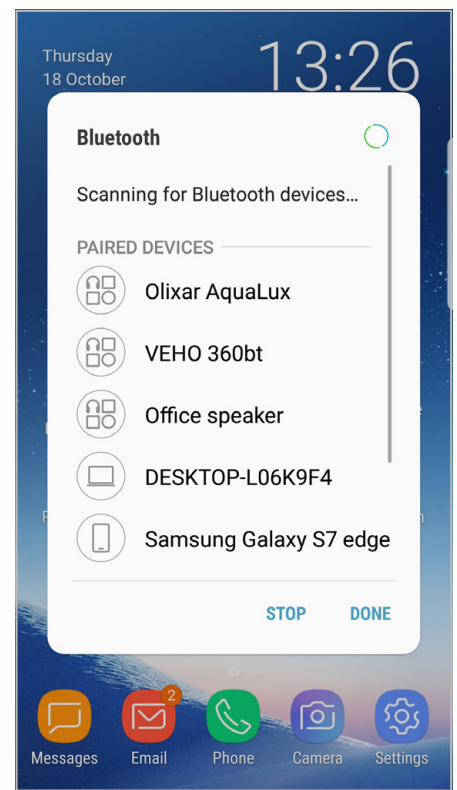 Thursday
18 October
13:26
Bluetooth
Scanning for Bluetooth devices...
PAIRED DEVICES
Olixar AquaLux
VEHO 360bt
Office speaker
DESKTOP-L06K9F4
Samsung Galaxy S7 edge
STOP
DONE
2
Messages
Email
Phone
Camera
Settings